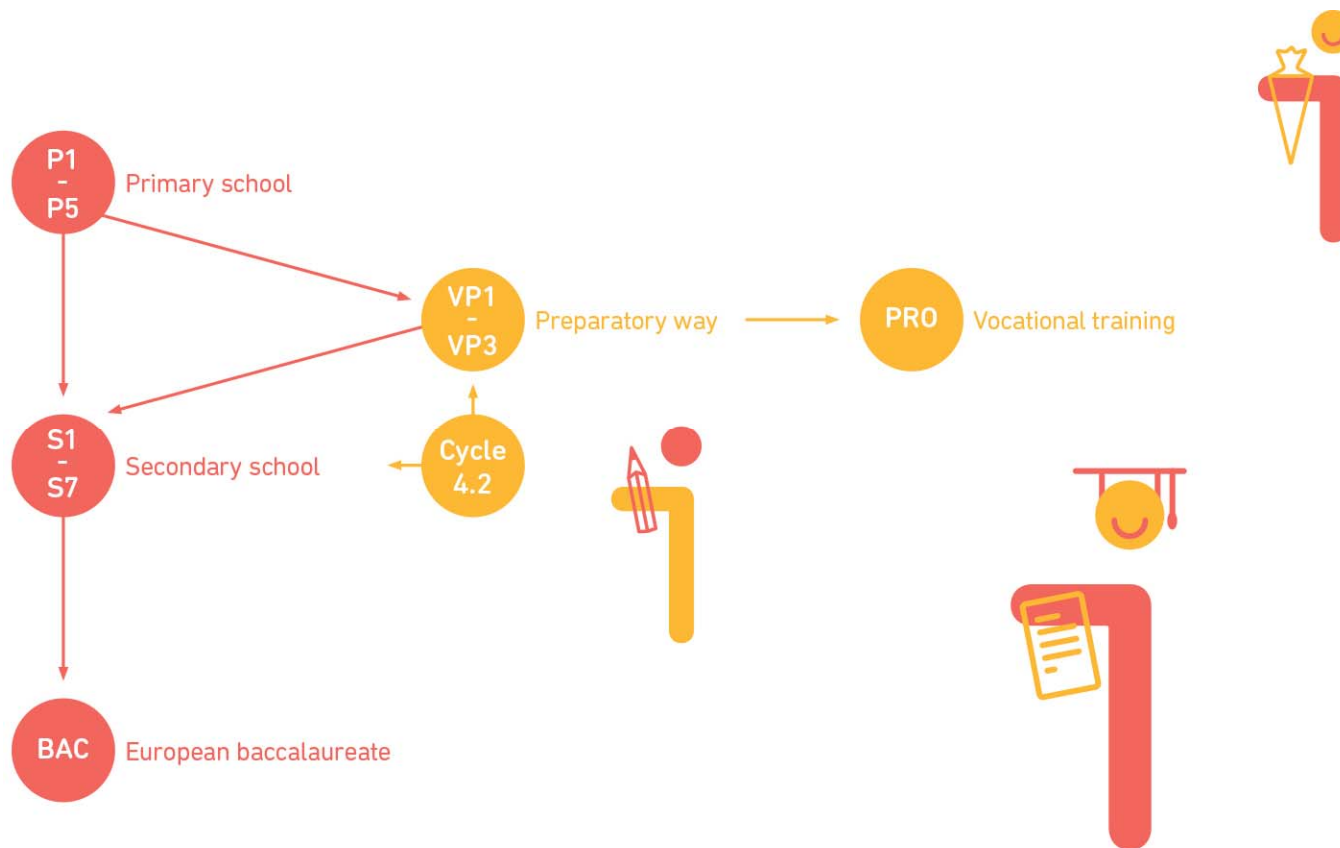 P1
-
P5
Primary school
VP1
-
VP3
Preparatory way
PRO
Vocational training
S1
-
S7
Secondary school
Cycle
4.2
BAC
European baccalaureate